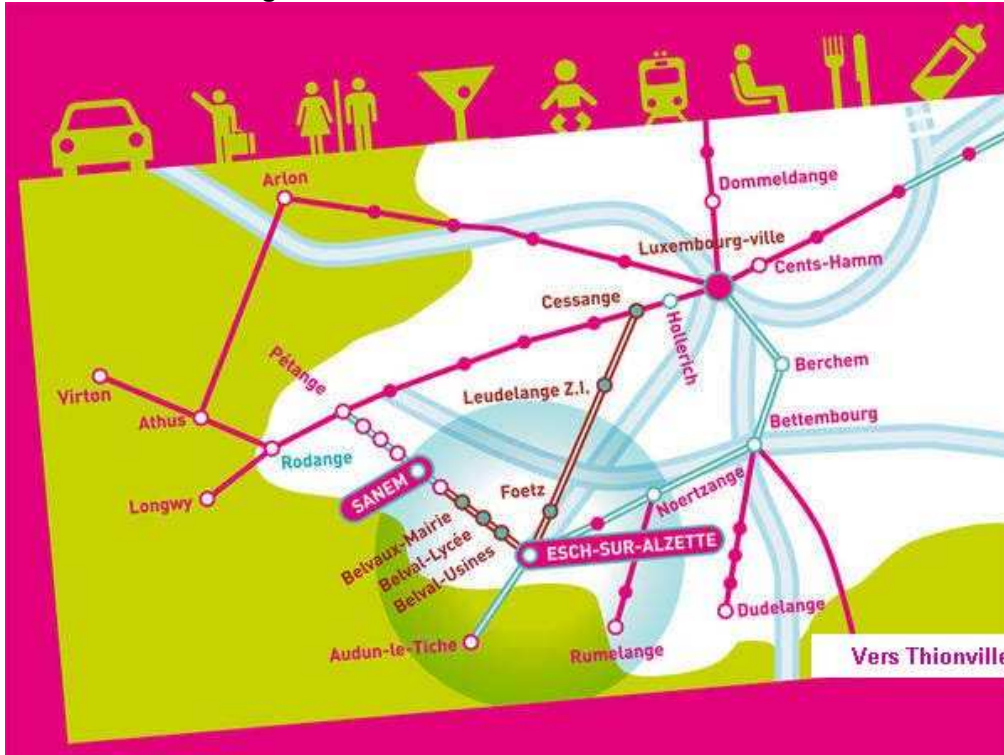 Arlon
Dommeldange
Luxembourg-ville
Cents-Hamm
Cessange
Hollerich
Pétange
Berchem
Virton
Leudelange Z.I.
Athus
Bettembourg
Rodange
Longwy
SANEM
Foetz
Noertzange
Belvaux-Mairie
Belval-Lycée
Belval-Usines
ESCH-SUR-ALZETTE
Dudelange
Audun-le-Tiche
Rumelange
Vers Thionville